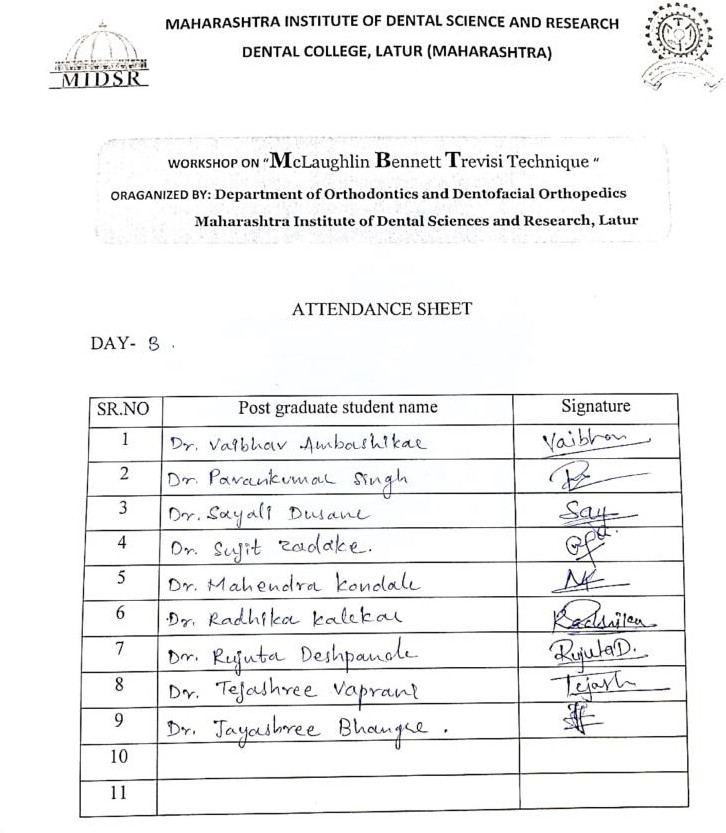 MAHARASHTRA INSTITUTE OF DENTAL SCIENCE AND RESEARCH
DENTAL COLLEGE, LATUR (MAHARASHTRA)
MIDSR
WORKSHOP ON "McLaughlin Bennett Trevisi Technique "
ORAGANIZED BY: Department of Orthodontics and Dentofacial Orthopedics
Maharashtra Institute of Dental Sciences and Research, Latur
ATTENDANCE SHEET
DAY- 3 .
SR.NO Post graduate student name Signature
1 Dr. Vaibhav Ambashikar Vaibhav
2 Dr. Pavankumar Singh
3 Dr. Sayali Dusane Say
4 Dr. Sujit Zadake.
5 Dr. Mahendra Kondale
6 Dr. Radhika Kalekar Radhika
7 Dr. Rujuta Deshpande RujutaD.
8 Dr. Tejashree Vaprani Tejash
9 Dr. Jayashree Bhangre .
10
11